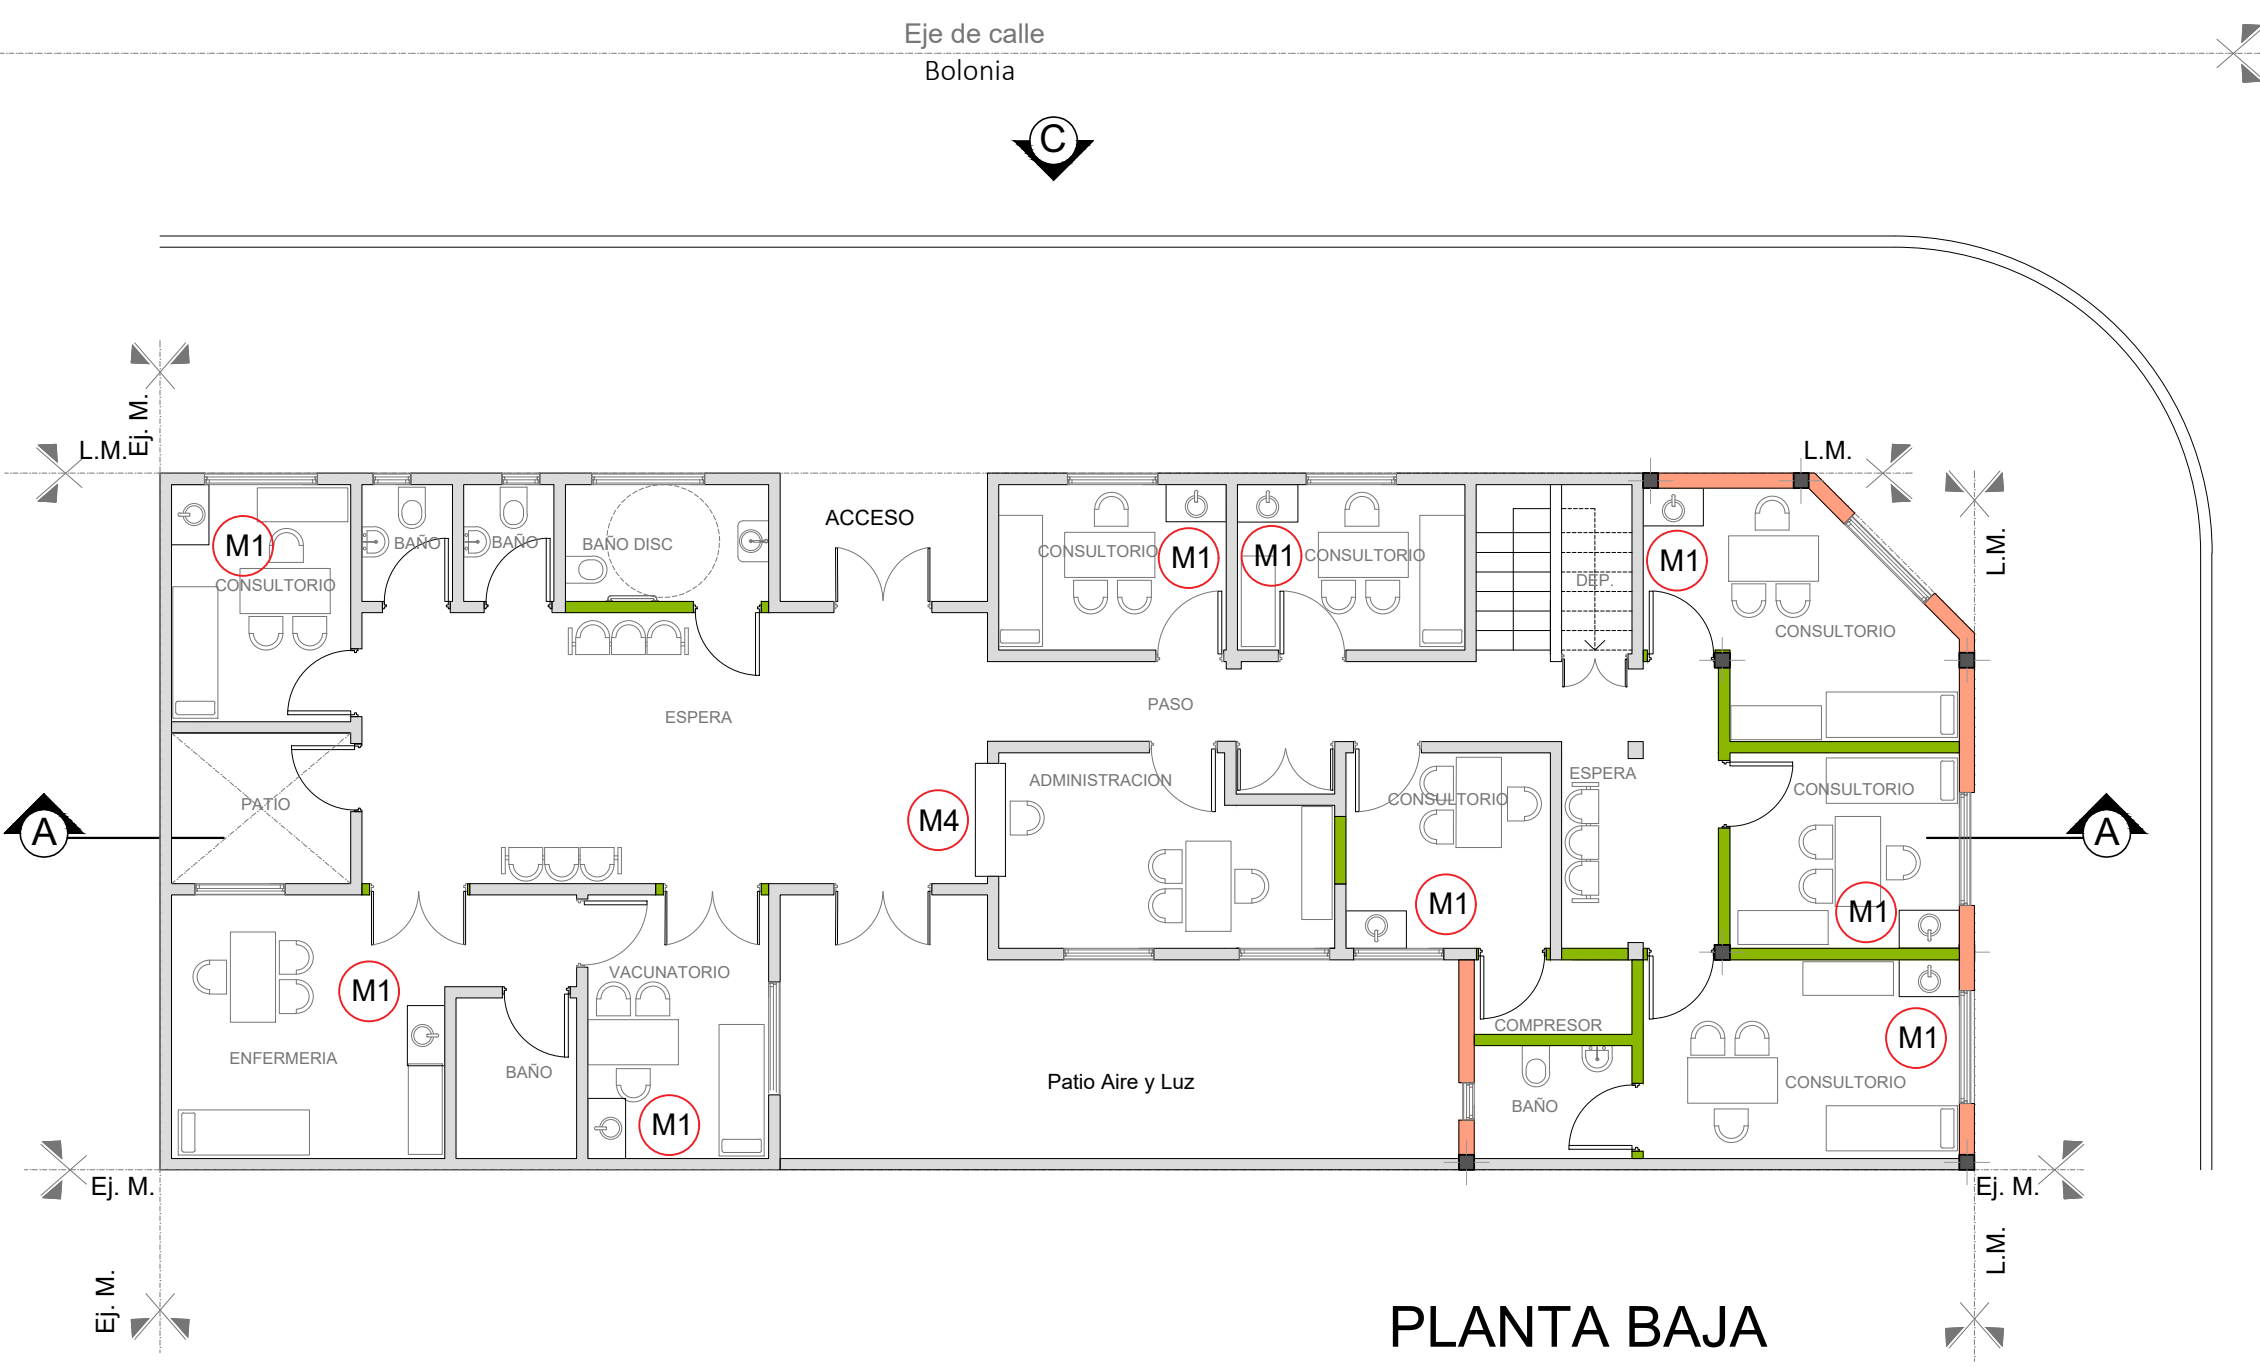 Eje de calle
Bolonia
C
Ej. M.
L.M.
L.M.
L.M.
ACCESO
M1
BAÑO
BAÑO
BAÑO DISC
CONSULTORIO
M1
M1
CONSULTORIO
M1
CONSULTORIO
DEP.
CONSULTORIO
ESPERA
PASO
ESPERA
ADMINISTRACION
CONSULTORIO
CONSULTORIO
PATIO
A
M4
A
M1
M1
VACUNATORIO
M1
ENFERMERIA
BAÑO
COMPRESOR
M1
Patio Aire y Luz
CONSULTORIO
BAÑO
M1
Ej. M.
Ej. M.
L.M.
Ej. M.
PLANTA BAJA